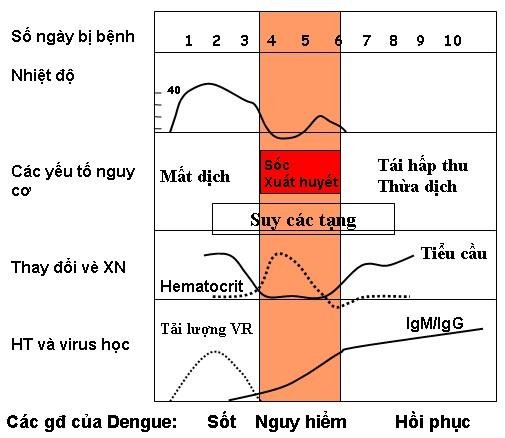 Số ngày bị bệnh
1 2 3 4 5 6 7 8 9 10
Nhiệt độ
40
Các yếu tố nguy
cơ
Mất dịch
Sốc
Xuất huyết
Tái hấp thu
Thừa dịch
Suy các tạng
Thay đổi vè XN
Hematocrit
Tiểu cầu
HT và virus học
Tải lượng VR
IgM/IgG
Các gđ của Dengue: Sốt Nguy hiểm Hồi phục